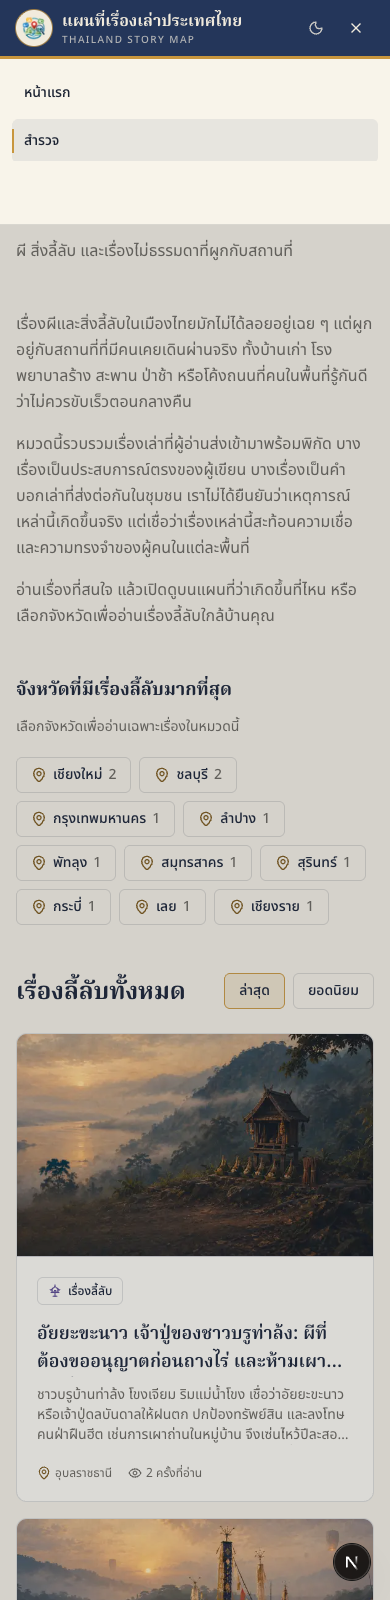 แผนที่เรื่องเล่าประเทศไทย
THAILAND STORY MAP
หน้าแรก
สำรวจ
ผี สิ่งลี้ลับ และเรื่องไม่ธรรมดาที่ผูกกับสถานที่
เรื่องผีและสิ่งลี้ลับในเมืองไทยมักไม่ได้ลอยอยู่เฉย ๆ แต่ผูก
อยู่กับสถานที่ที่มีคนเคยเดินผ่านจริง ทั้งบ้านเก่า โรง
พยาบาลร้าง สะพาน ป่าช้า หรือโค้งถนนที่คนในพื้นที่รู้กันดี
ว่าไม่ควรขับเร็วตอนกลางคืน
หมวดนี้รวบรวมเรื่องเล่าที่ผู้อ่านส่งเข้ามาพร้อมพิกัด บาง
เรื่องเป็นประสบการณ์ตรงของผู้เขียน บางเรื่องเป็นคำ
บอกเล่าที่ส่งต่อกันในชุมชน เราไม่ได้ยืนยันว่าเหตุการณ์
เหล่านี้เกิดขึ้นจริง แต่เชื่อว่าเรื่องเหล่านี้สะท้อนความเชื่อ
และความทรงจำของผู้คนในแต่ละพื้นที่
อ่านเรื่องที่สนใจ แล้วเปิดดูบนแผนที่ว่าเกิดขึ้นที่ไหน หรือ
เลือกจังหวัดเพื่ออ่านเรื่องลี้ลับใกล้บ้านคุณ
จังหวัดที่มีเรื่องลี้ลับมากที่สุด
เลือกจังหวัดเพื่ออ่านเฉพาะเรื่องในหมวดนี้
เชียงใหม่ 2 ชลบุรี 2
กรุงเทพมหานคร 1 ลำปาง 1
พัทลุง 1 สมุทรสาคร 1 สุรินทร์ 1
กระบี่ 1 เลย 1 เชียงราย 1
เรื่องลี้ลับทั้งหมด ล่าสุด ยอดนิยม
เรื่องลี้ลับ
อัยยะขะนาว เจ้าปู่ของชาวบรูท่าล้ง: ผีที่
ต้องขออนุญาตก่อนถางไร่ และห้ามเผา...
ชาวบรูบ้านท่าล้ง โขงเจียม ริมแม่น้ำโขง เชื่อว่าอัยยะขะนาว
หรือเจ้าปู่ดลบันดาลให้ฝนตก ปกป้องทรัพย์สิน และลงโทษ
คนฝ่าฝืนฮีต เช่นการเผาถ่านในหมู่บ้าน จึงเซ่นไหว้ปีละสอ...
อุบลราชธานี 2 ครั้งที่อ่าน
N